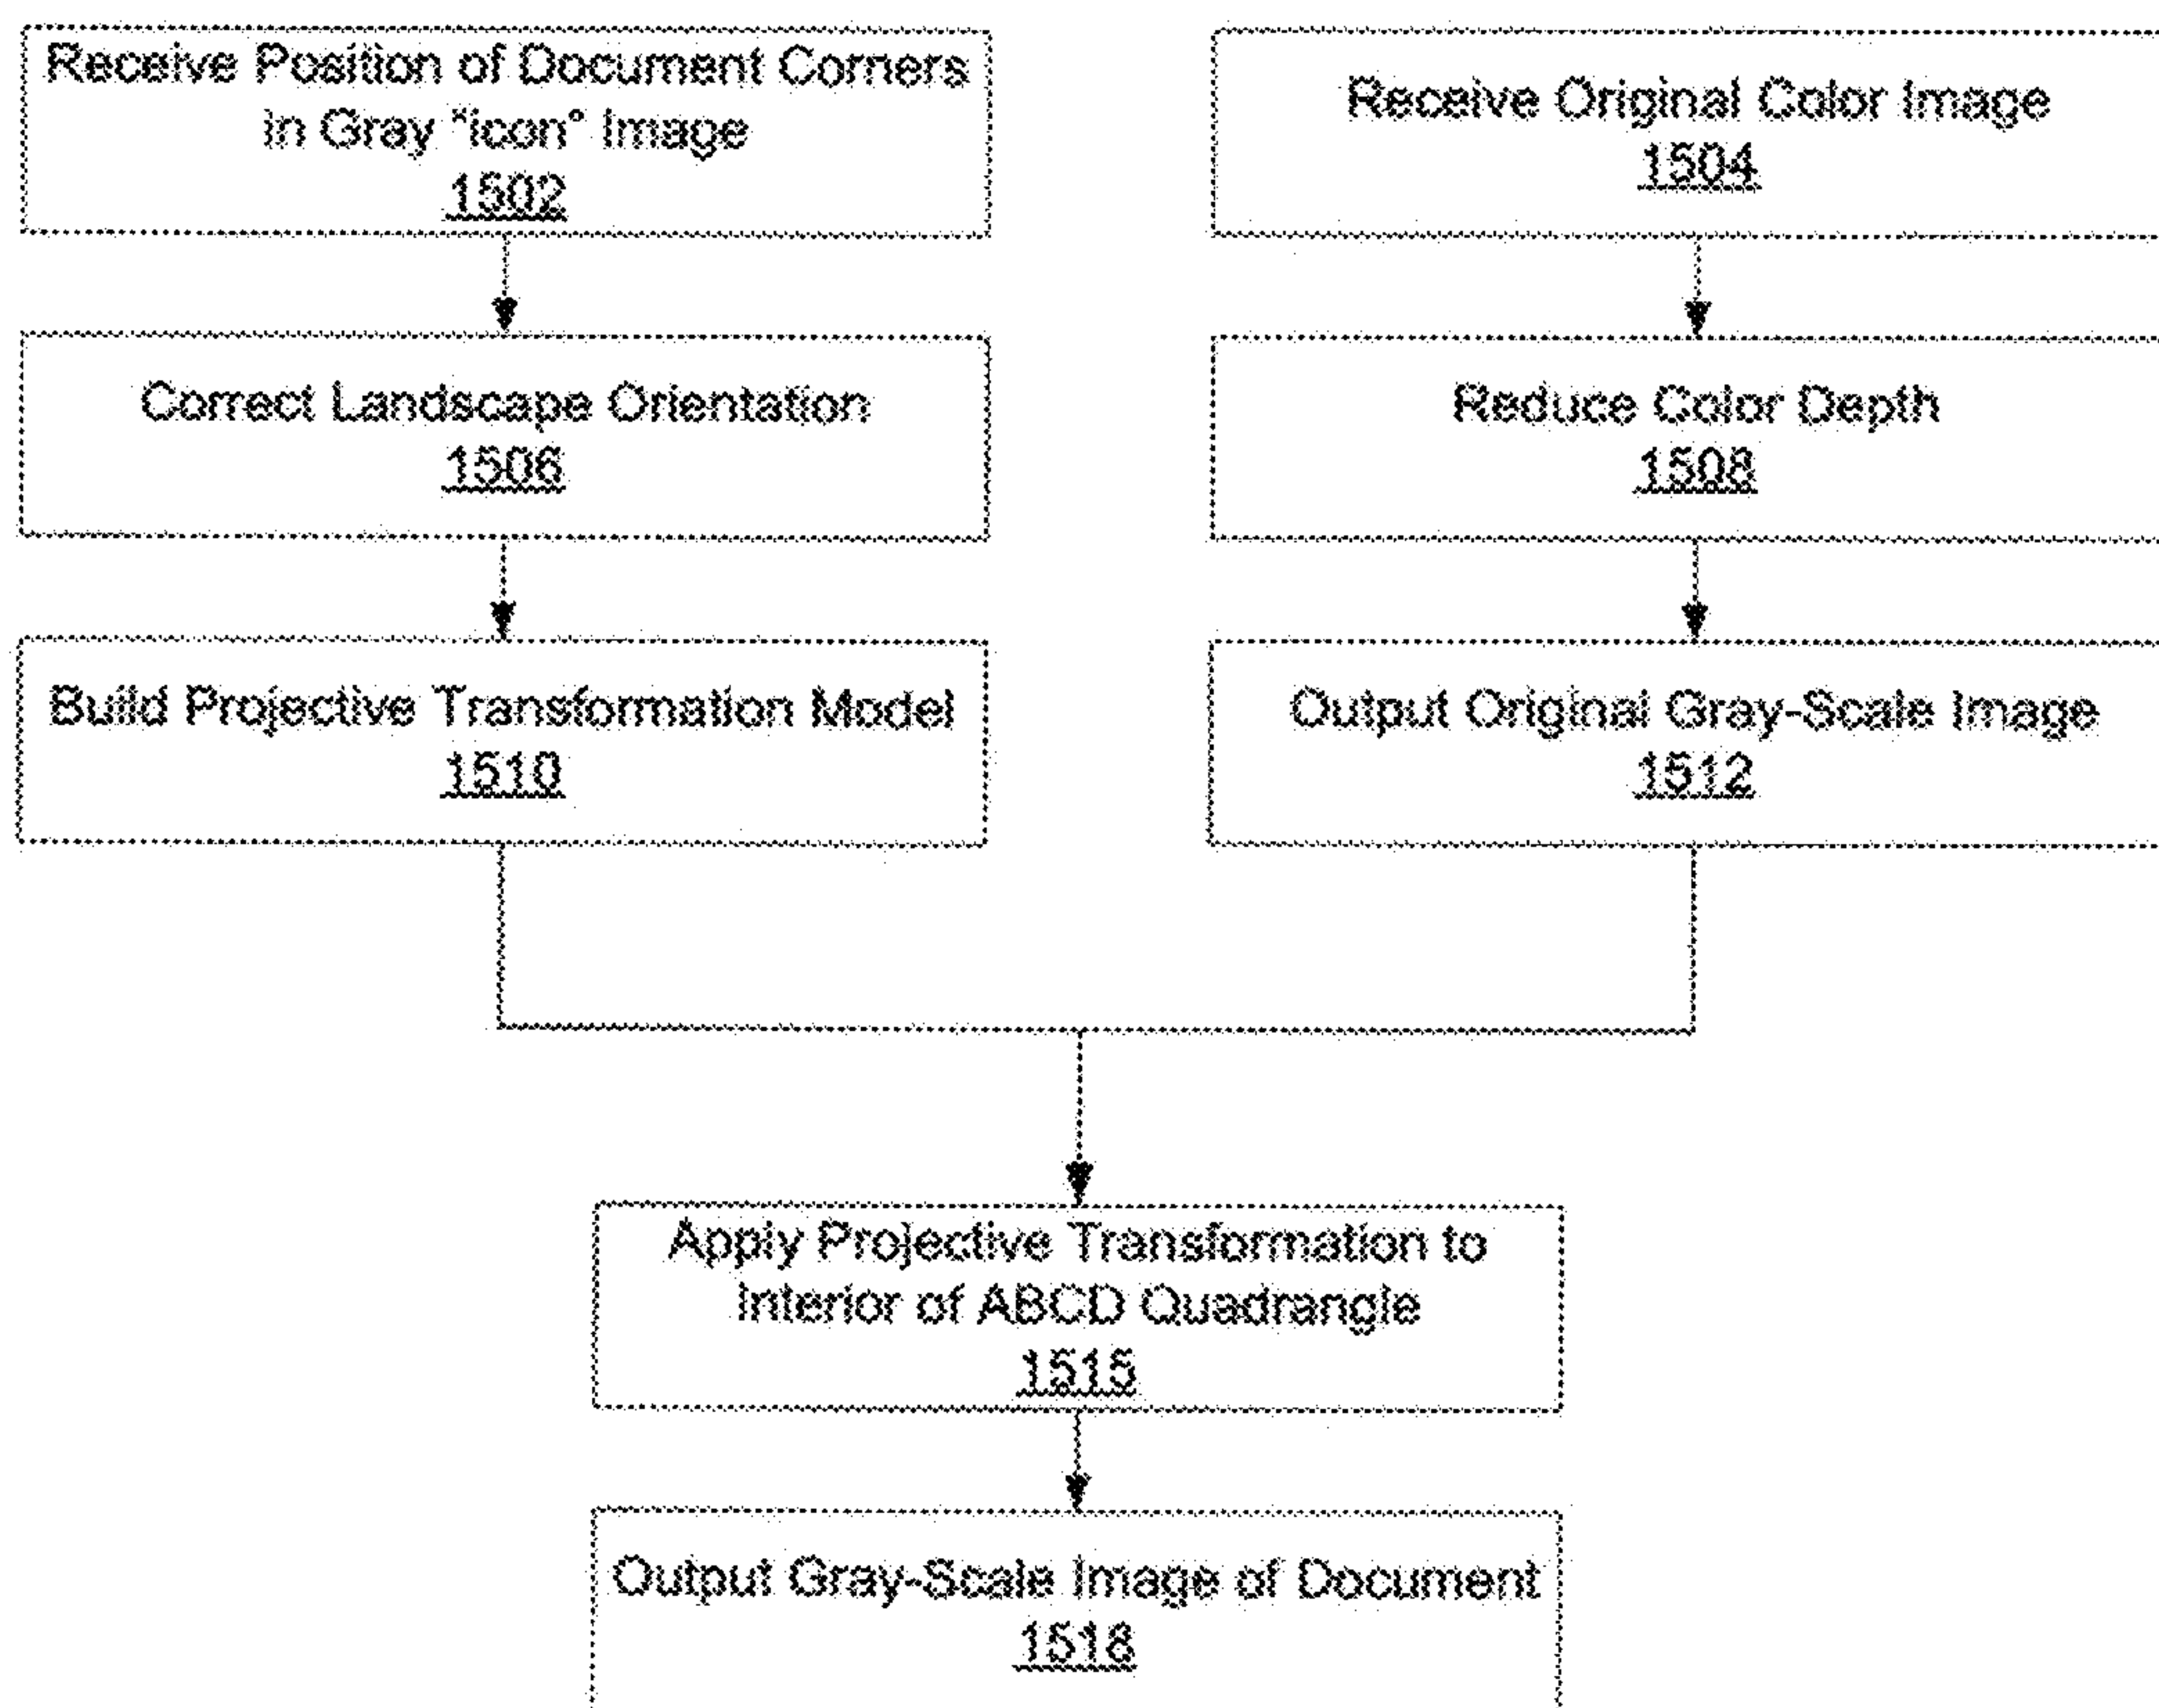 Receive Position of Document Corners
in Gray "icon" Image
1502
Receive Original Color Image
1504
Correct Landscape Orientation
1506
Reduce Color Depth
1508
Build Projective Transformation Model
1510
Output Original Gray-Scale Image
1512
Apply Projective Transformation to
Interior of ABCD Quadrangle
1515
Output Gray-Scale Image of Document
1518